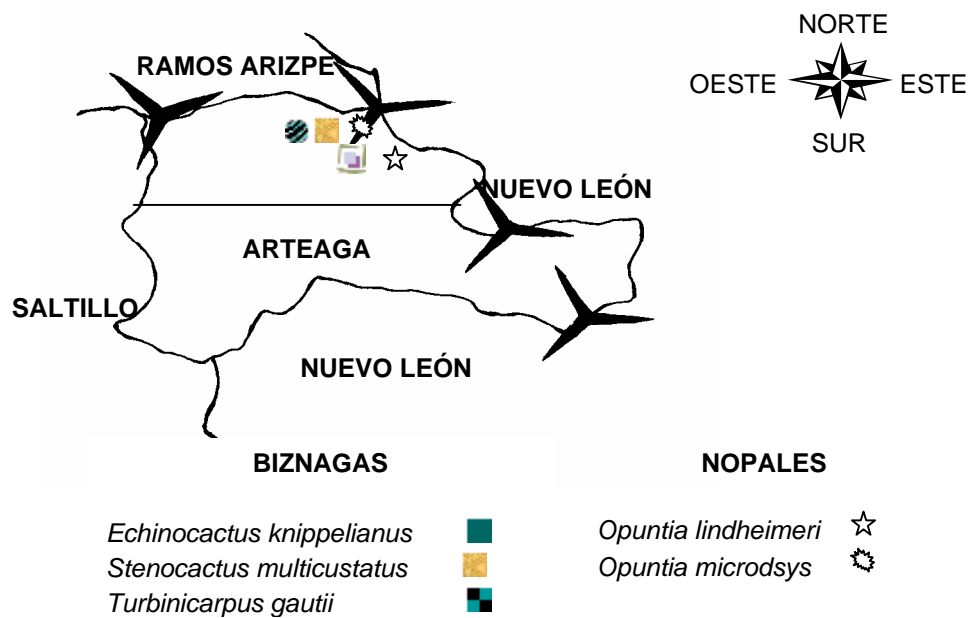 NORTE
RAMOS ARIZPE
OESTE ESTE
SUR
NUEVO LEÓN
ARTEAGA
SALTILLO
NUEVO LEÓN
BIZNAGAS NOPALES
Echinocactus knippelianus Opuntia lindheimeri
Stenocactus multicustatus Opuntia microdsys
Turbinicarpus gautii